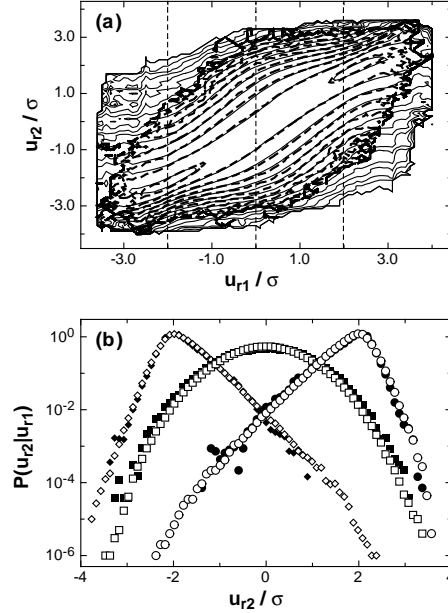 (a)
3.0
1.0
-1.0
-3.0
u_r2 / σ
-3.0 -1.0 1.0 3.0
u_r1 / σ
(b)
10^0
10^-2
10^-4
10^-6
P(u_r2|u_r1)
-4 -2 0 2 4
u_r2 / σ